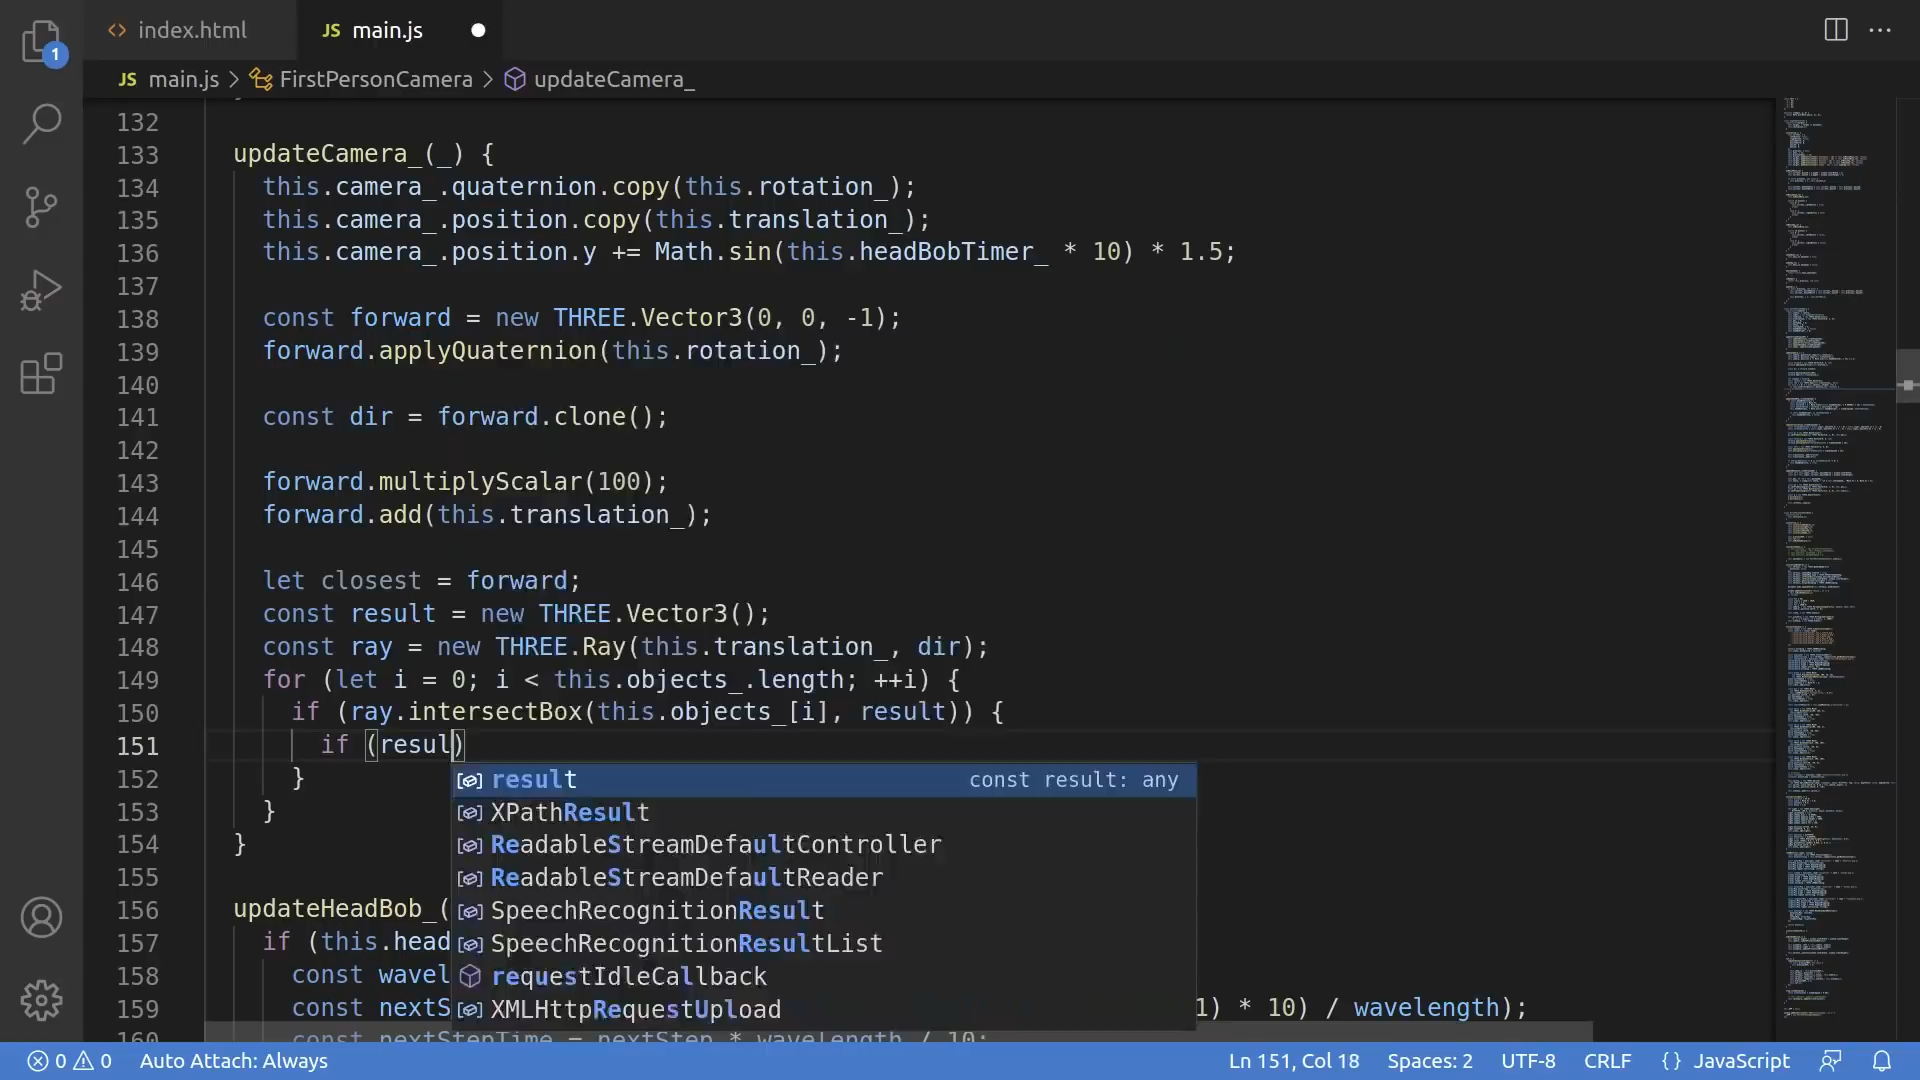 1
<> index.html
JS main.js
JS main.js > FirstPersonCamera > updateCamera_
132
133 updateCamera_(_) {
134 this.camera_.quaternion.copy(this.rotation_);
135 this.camera_.position.copy(this.translation_);
136 this.camera_.position.y += Math.sin(this.headBobTimer_ * 10) * 1.5;
137
138 const forward = new THREE.Vector3(0, 0, -1);
139 forward.applyQuaternion(this.rotation_);
140
141 const dir = forward.clone();
142
143 forward.multiplyScalar(100);
144 forward.add(this.translation_);
145
146 let closest = forward;
147 const result = new THREE.Vector3();
148 const ray = new THREE.Ray(this.translation_, dir);
149 for (let i = 0; i < this.objects_.length; ++i) {
150 if (ray.intersectBox(this.objects_[i], result)) {
151 if (resul)
152 }
153 }
154 }
155
156 updateHeadBob_(
157 if (this.head
158 const wavel
159 const nextS 1) * 10) / wavelength);
160 const nextStepTime = nextStep * wavelength / 10;
result const result: any
XPathResult
ReadableStreamDefaultController
ReadableStreamDefaultReader
SpeechRecognitionResult
SpeechRecognitionResultList
requestIdleCallback
XMLHttpRequestUpload
0 0 Auto Attach: Always Ln 151, Col 18 Spaces: 2 UTF-8 CRLF {} JavaScript